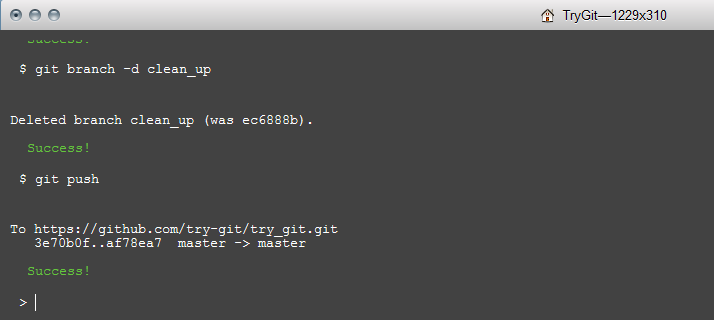 TryGit—1229x310
Success!
$ git branch -d clean_up
Deleted branch clean_up (was ec6888b).
Success!
$ git push
To https://github.com/try-git/try_git.git
3e70b0f..af78ea7 master -> master
Success!
>